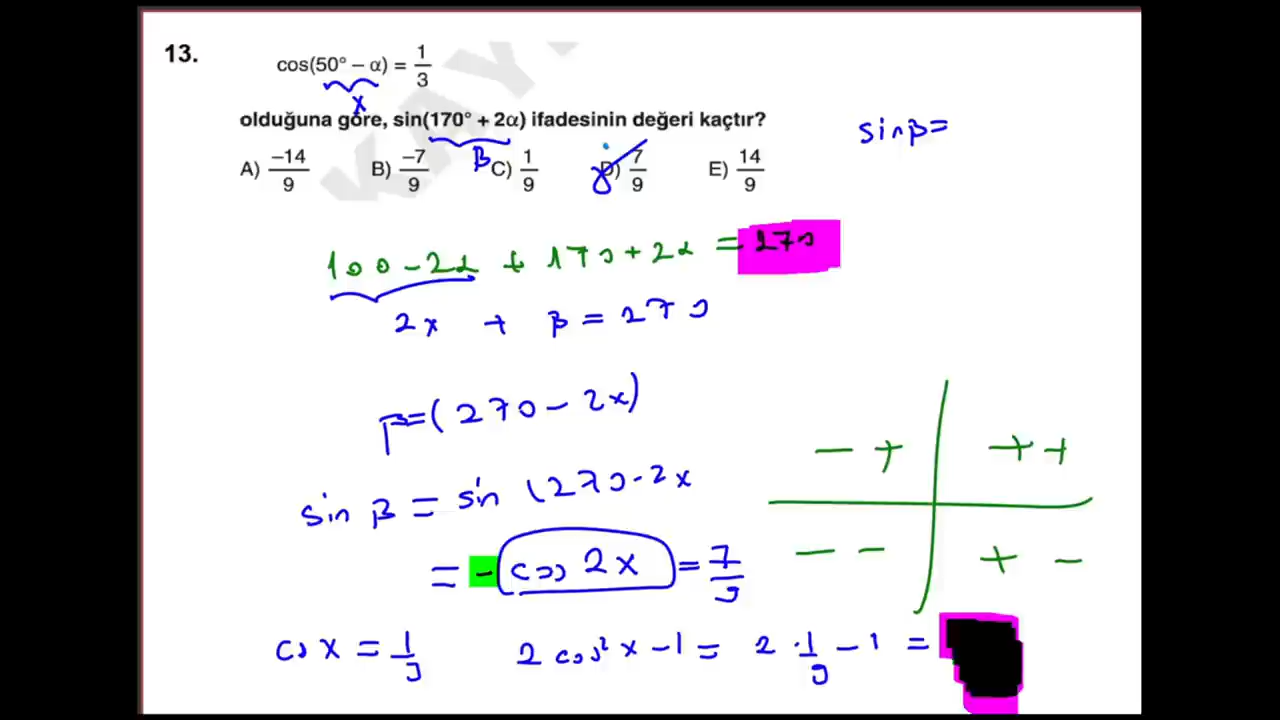 13.
cos(50° − α) = 1/3
x
olduğuna göre, sin(170° + 2α) ifadesinin değeri kaçtır?
β
sinβ=
A) −14/9 B) −7/9 C) 1/9 D) 7/9 E) 14/9
100 − 2α + 170 + 2α = 270
2x + β = 270
β=(270 − 2x)
sin β = sin (270-2x
= - cos 2x = 7/9
− + + +
− − + −
cos x = 1/3 2 cos² x − 1 = 2 · 1/9 − 1 =